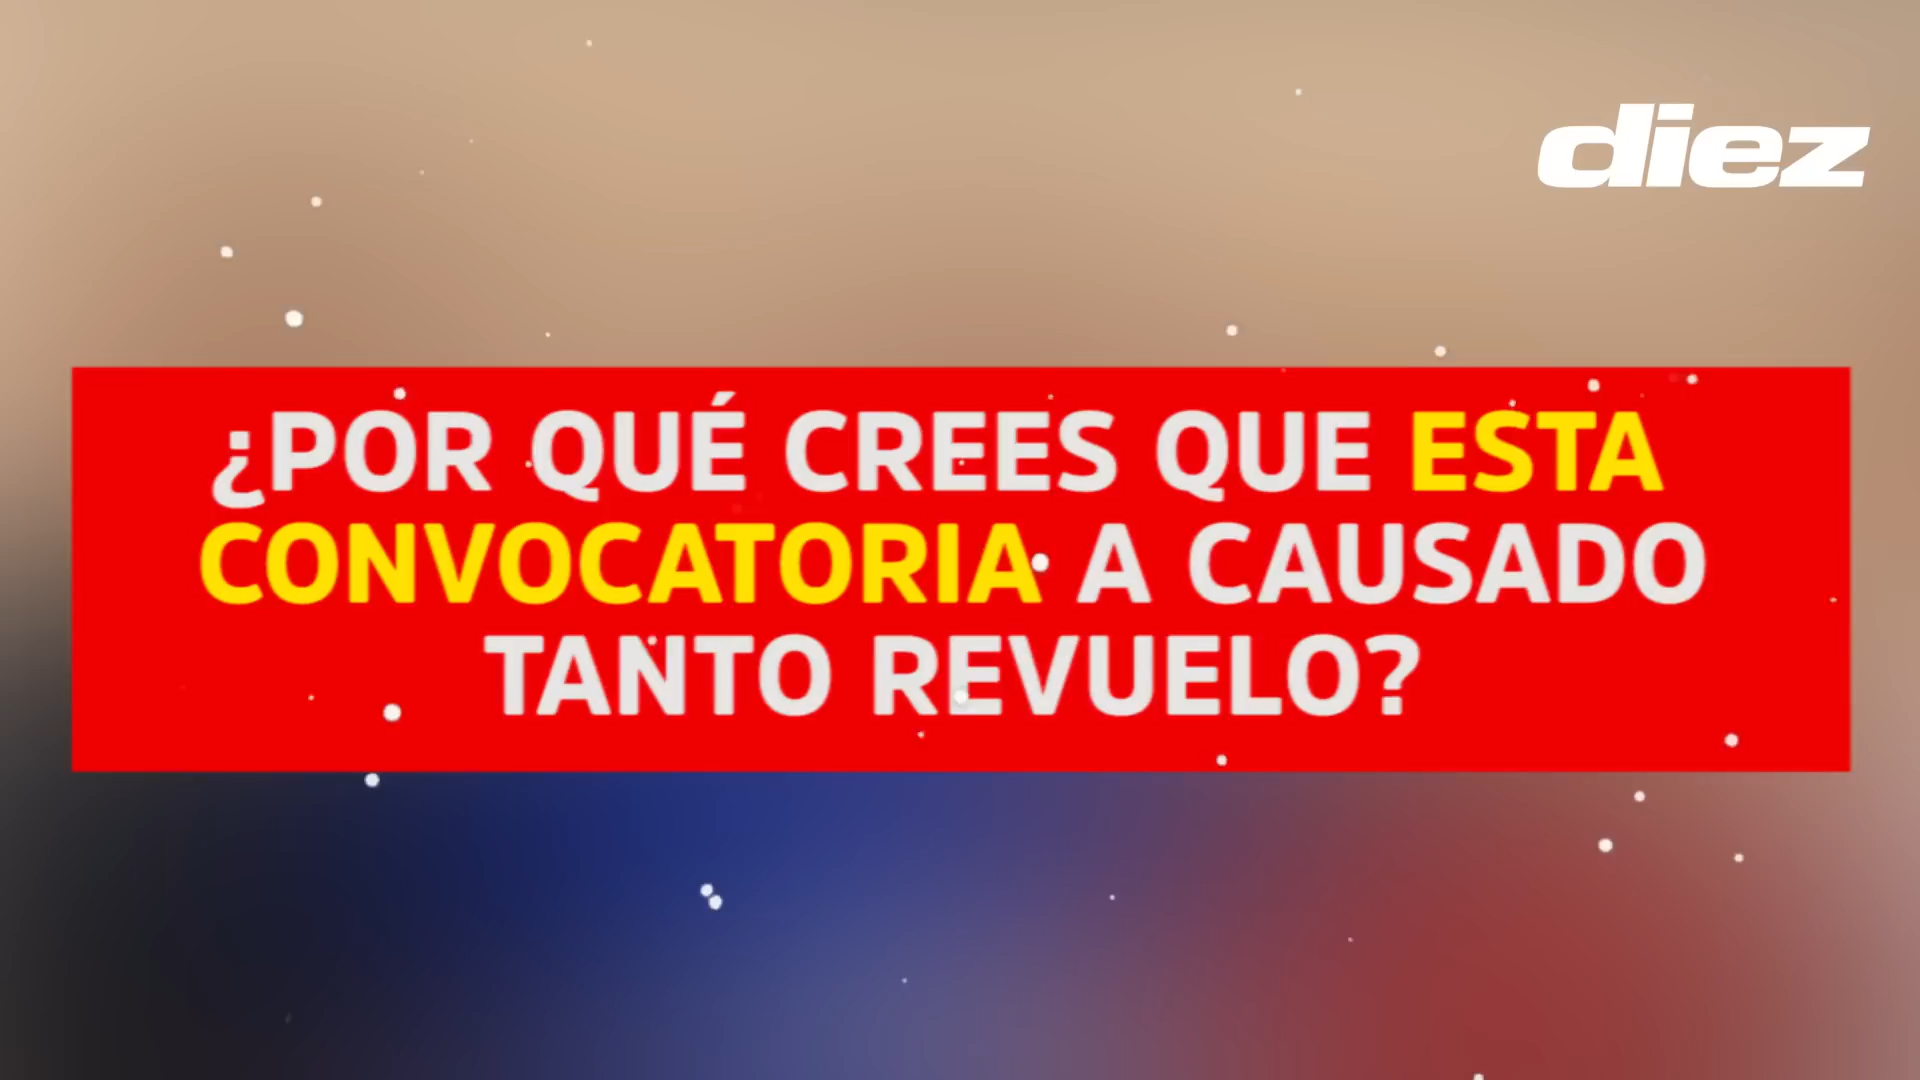 diez
¿POR QUÉ CREES QUE ESTA
CONVOCATORIA A CAUSADO
TANTO REVUELO?